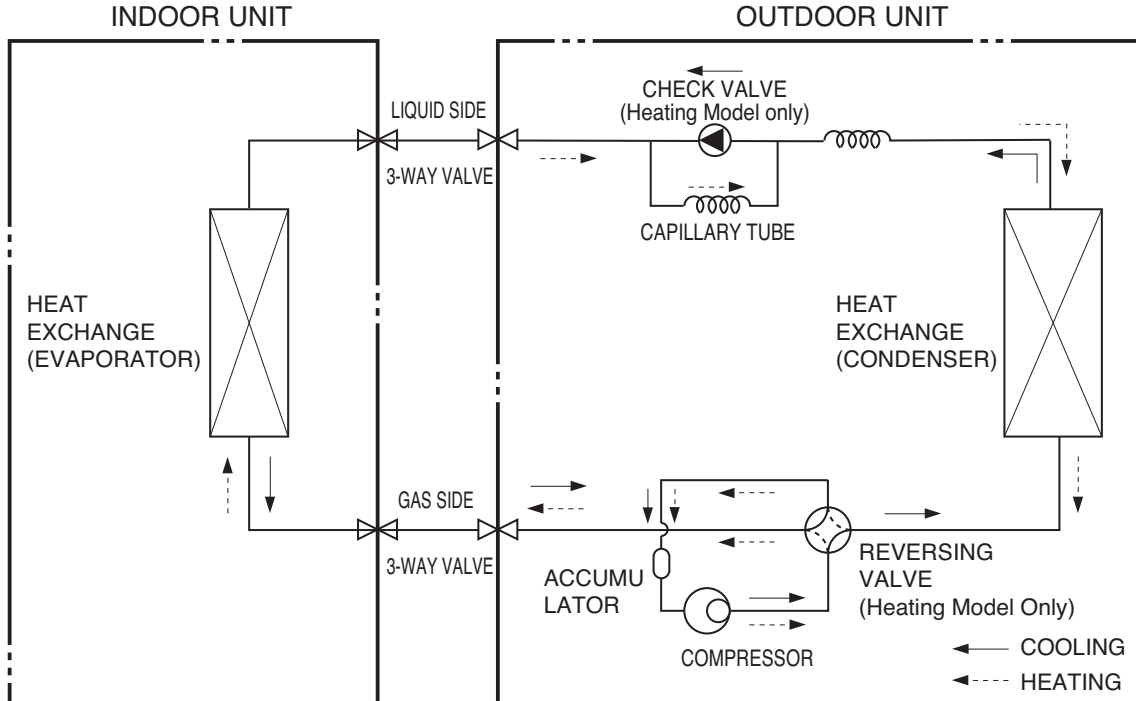 INDOOR UNIT
OUTDOOR UNIT
LIQUID SIDE
3-WAY VALVE
CHECK VALVE
(Heating Model only)
CAPILLARY TUBE
HEAT
EXCHANGE
(EVAPORATOR)
HEAT
EXCHANGE
(CONDENSER)
GAS SIDE
3-WAY VALVE
ACCUMU
LATOR
COMPRESSOR
REVERSING
VALVE
(Heating Model Only)
COOLING
HEATING